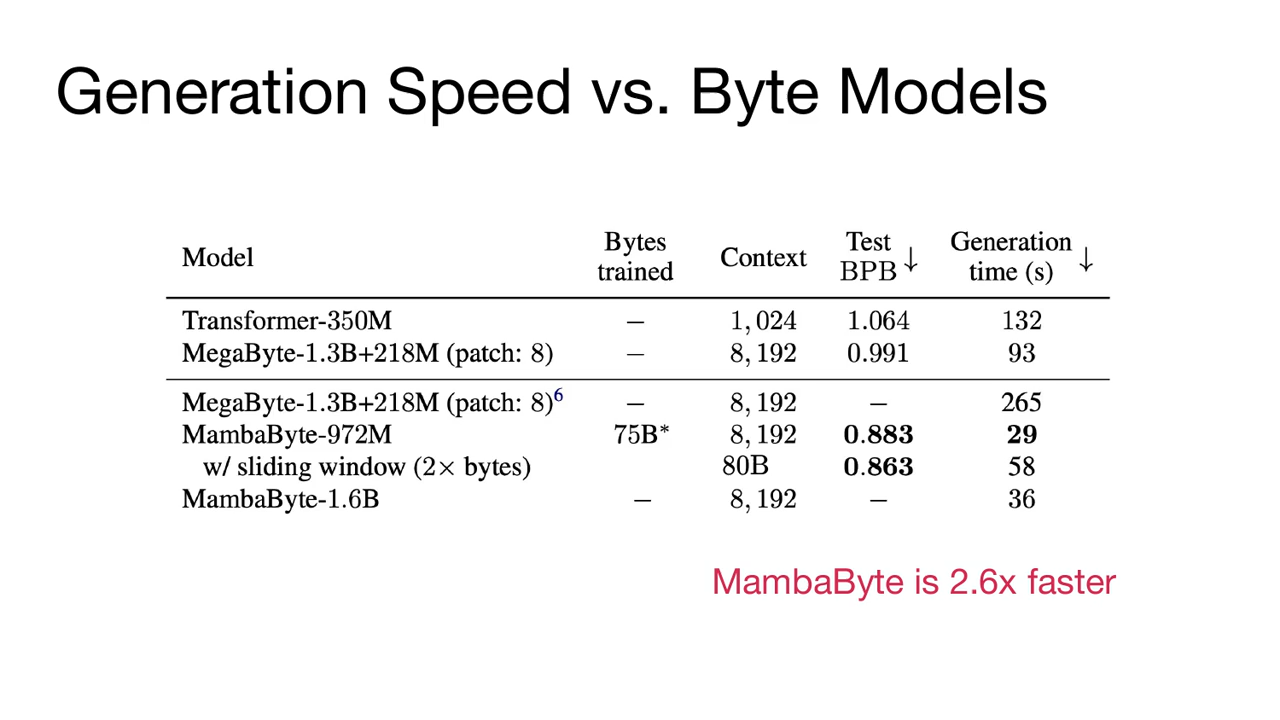 Generation Speed vs. Byte Models
Model Bytes trained Context Test BPB ↓ Generation time (s) ↓
Transformer-350M – 1,024 1.064 132
MegaByte-1.3B+218M (patch: 8) – 8,192 0.991 93
MegaByte-1.3B+218M (patch: 8)⁶ – 8,192 – 265
MambaByte-972M 75B* 8,192 0.883 29
w/ sliding window (2× bytes) 80B 0.863 58
MambaByte-1.6B – 8,192 – 36
MambaByte is 2.6x faster